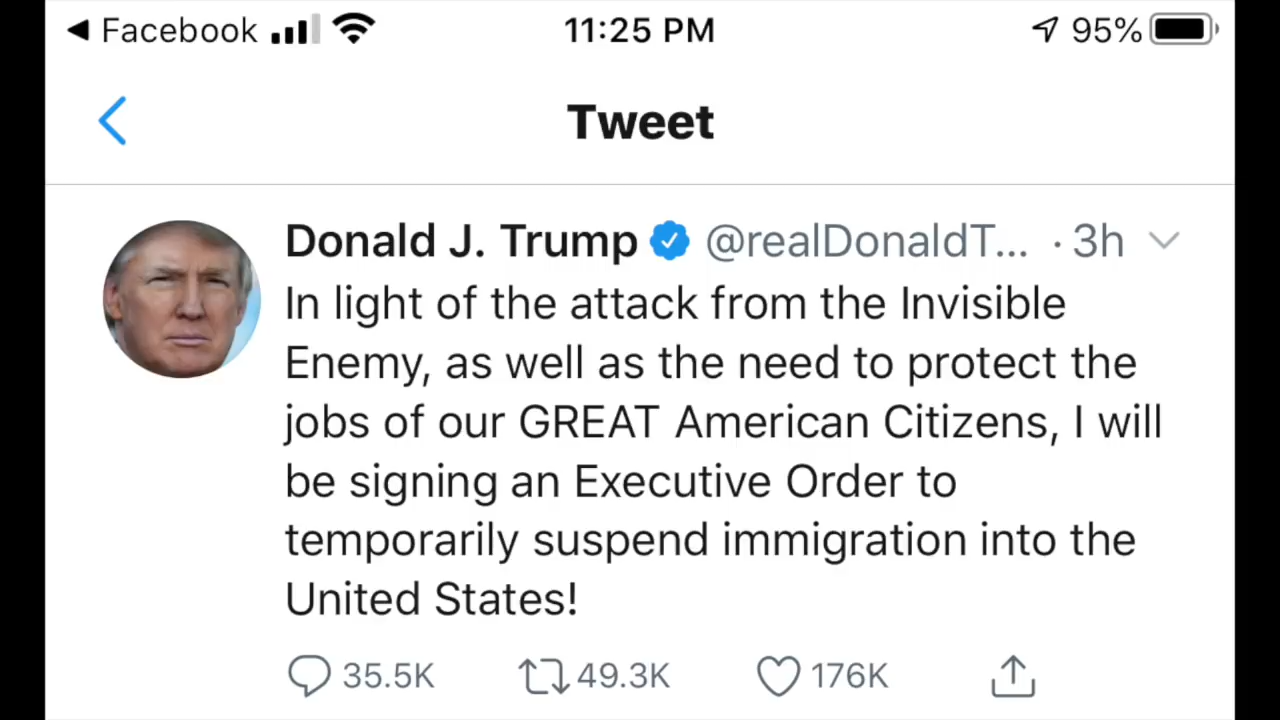 Facebook 11:25 PM 95%
Tweet
Donald J. Trump @realDonaldT... · 3h
In light of the attack from the Invisible
Enemy, as well as the need to protect the
jobs of our GREAT American Citizens, I will
be signing an Executive Order to
temporarily suspend immigration into the
United States!
35.5K 49.3K 176K